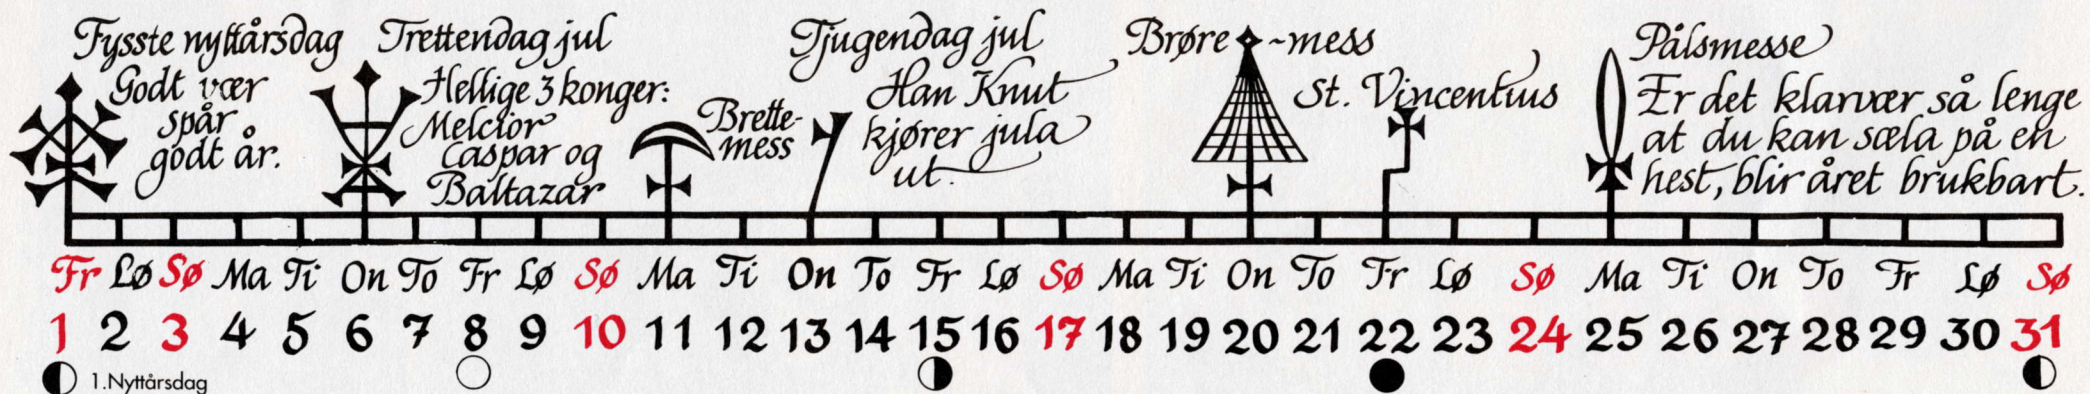 Fysste nyttårsdag
Godt vær
spår
godt år.
Trettendag jul
Hellige 3 konger:
Melcior
Caspar og
Baltazar
Brette-
mess
Tjugendag jul
Han Knut
kjører jula
ut.
Brøre-mess
St. Vincentius
Pålsmesse
Er det klarvær så lenge
at du kan sæla på en
hest, blir året brukbart.
Fr Lø Sø Ma Ti On To Fr Lø Sø Ma Ti On To Fr Lø Sø Ma Ti On To Fr Lø Sø Ma Ti On To Fr Lø Sø
1 2 3 4 5 6 7 8 9 10 11 12 13 14 15 16 17 18 19 20 21 22 23 24 25 26 27 28 29 30 31
1.Nyttårsdag